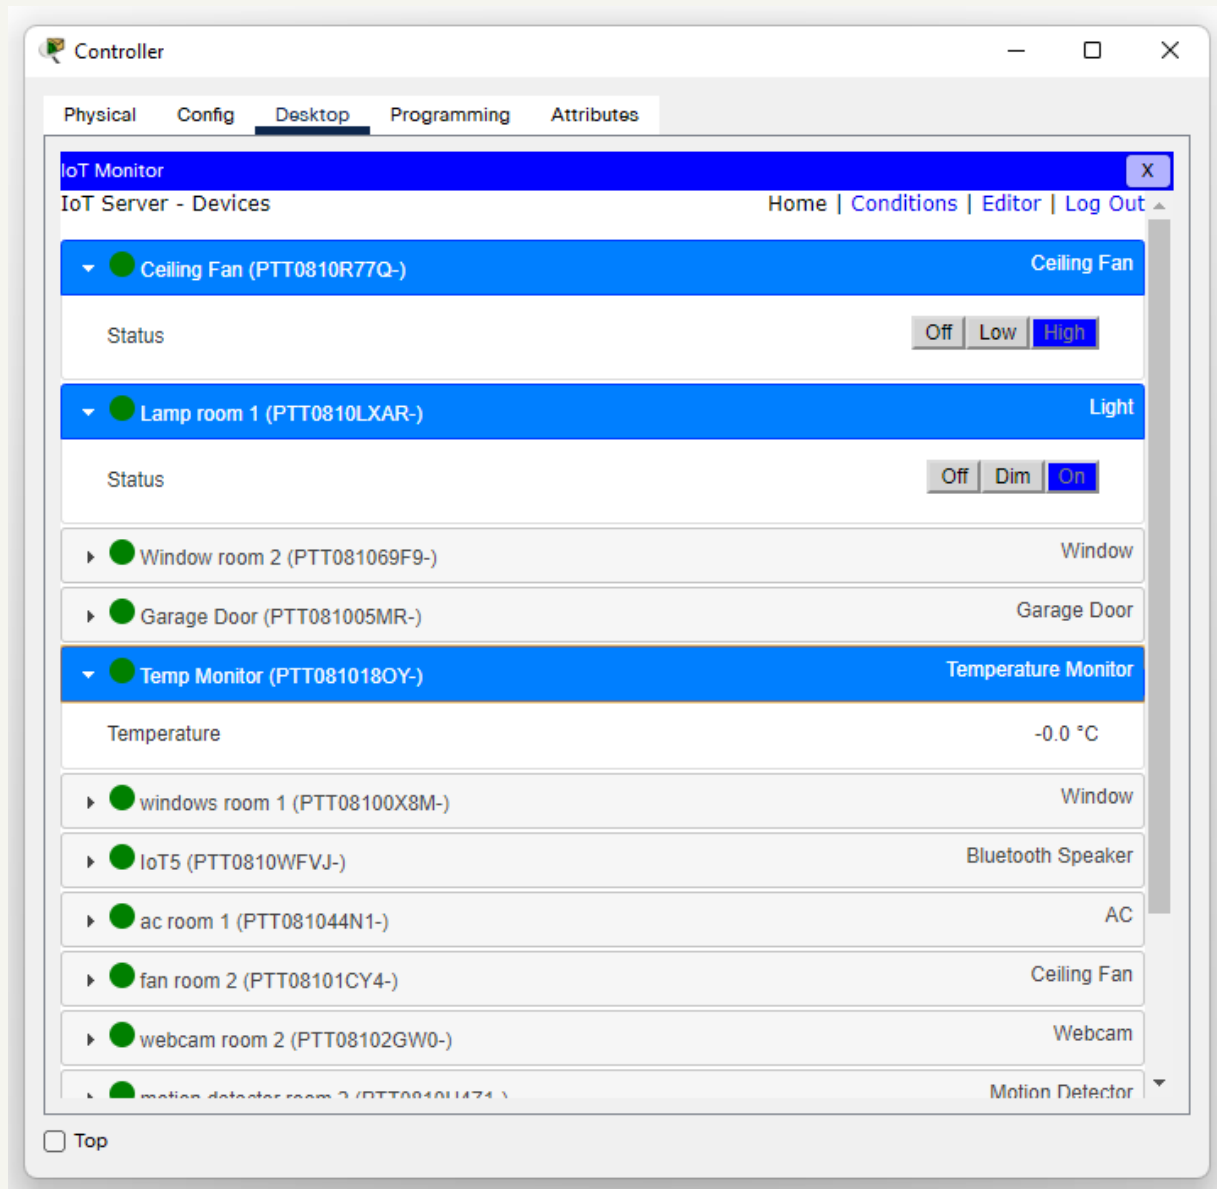 Controller
Physical Config Desktop Programming Attributes
IoT Monitor X
IoT Server - Devices Home | Conditions | Editor | Log Out
Ceiling Fan (PTT0810R77Q-) Ceiling Fan
Status Off Low High
Lamp room 1 (PTT0810LXAR-) Light
Status Off Dim On
Window room 2 (PTT081069F9-) Window
Garage Door (PTT081005MR-) Garage Door
Temp Monitor (PTT081018OY-) Temperature Monitor
Temperature -0.0 °C
windows room 1 (PTT08100X8M-) Window
IoT5 (PTT0810WFVJ-) Bluetooth Speaker
ac room 1 (PTT081044N1-) AC
fan room 2 (PTT08101CY4-) Ceiling Fan
webcam room 2 (PTT08102GW0-) Webcam
motion detector room 2 Motion Detector
Top